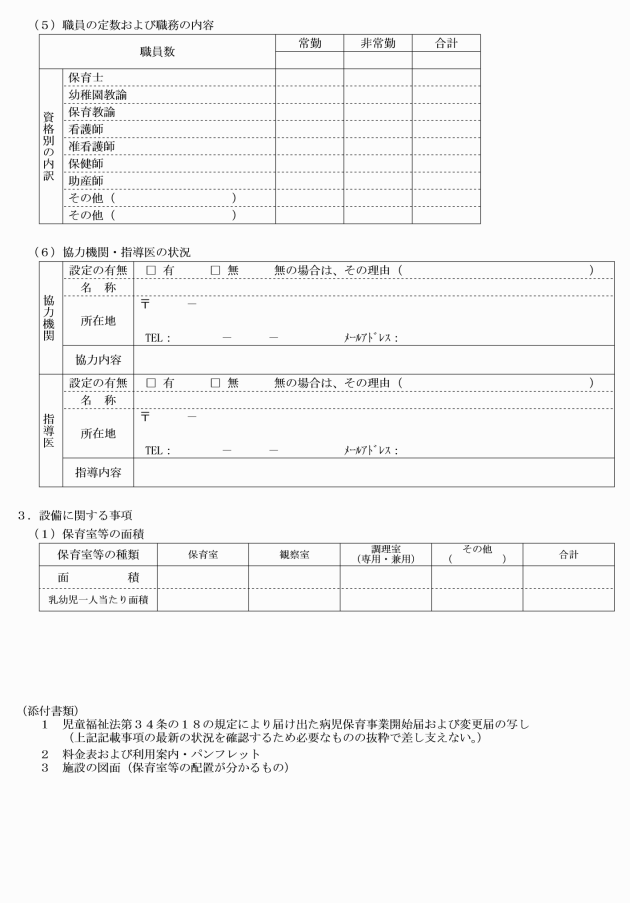 （５）職員の定数および職務の内容
職員数 常勤 非常勤 合計
資格別の内訳
保育士
幼稚園教諭
保育教諭
看護師
准看護師
保健師
助産師
その他（　　　　　　　　　　）
その他（　　　　　　　　　　）
（６）協力機関・指導医の状況
協力機関
設定の有無 □ 有 □ 無 無の場合は、その理由（　　　　　　　　　　　　　　　　）
名　称
所在地 〒　　　－
TEL：　　　　－　　　－　　　　　ﾒｰﾙｱﾄﾞﾚｽ：
協力内容
指導医
設定の有無 □ 有 □ 無 無の場合は、その理由（　　　　　　　　　　　　　　　　）
名　称
所在地 〒　　　－
TEL：　　　　－　　　－　　　　　ﾒｰﾙｱﾄﾞﾚｽ：
指導内容
３．設備に関する事項
（１）保育室等の面積
保育室等の種類 保育室 観察室 調理室（専用・兼用） その他（　　　　） 合計
面　　　　　積
乳幼児一人当たり面積
（添付書類）
１　児童福祉法第３４条の１８の規定により届け出た病児保育事業開始届および変更届の写し
（上記記載事項の最新の状況を確認するため必要なものの抜粋で差し支えない。）
２　料金表および利用案内・パンフレット
３　施設の図面（保育室等の配置が分かるもの）